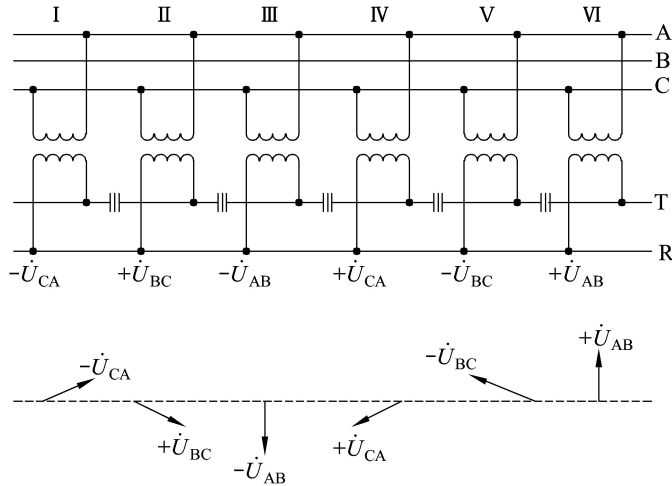 Ⅰ Ⅱ Ⅲ Ⅳ Ⅴ Ⅵ
A
B
C
T
R
−U̇CA +U̇BC −U̇AB +U̇CA −U̇BC +U̇AB
+U̇AB
−U̇CA −U̇BC
+U̇BC −U̇AB +U̇CA